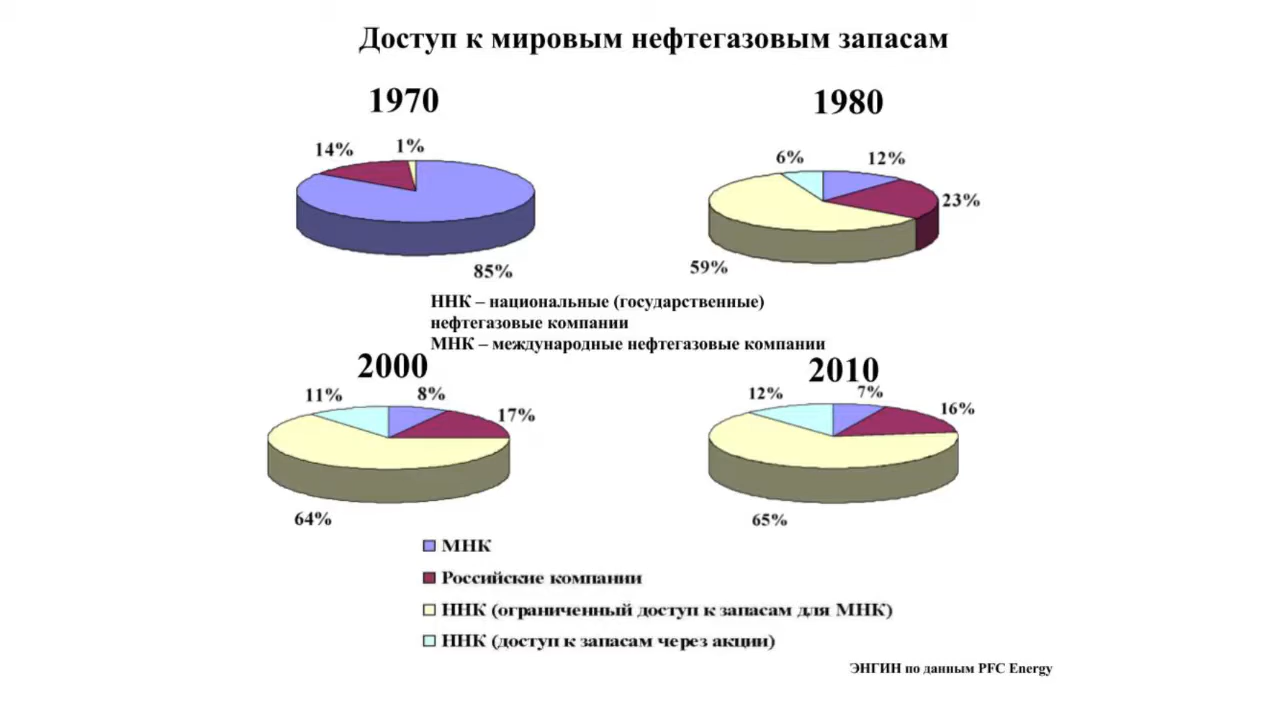 Доступ к мировым нефтегазовым запасам
1970
14%
1%
85%
1980
6%
12%
23%
59%
ННК – национальные (государственные)
нефтегазовые компании
МНК – международные нефтегазовые компании
2000
11%
8%
17%
64%
2010
12%
7%
16%
65%
МНК
Российские компании
ННК (ограниченный доступ к запасам для МНК)
ННК (доступ к запасам через акции)
ЭНГИН по данным PFC Energy